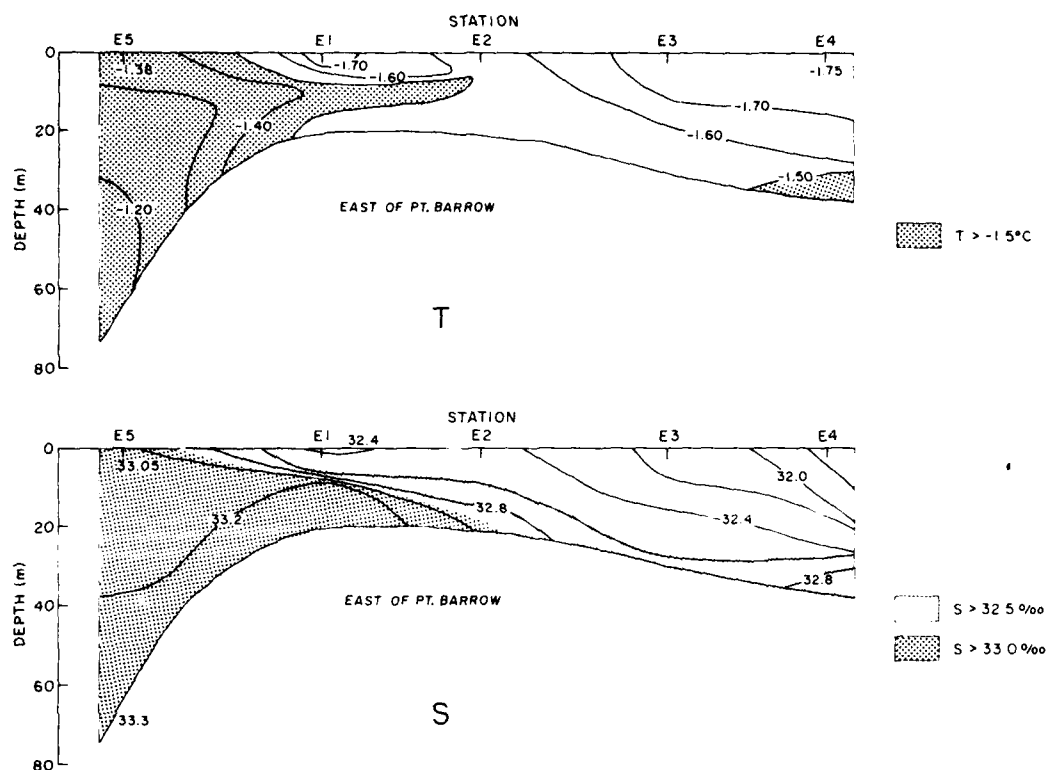 STATION
E5 E1 E2 E3 E4
0
20
40
60
80
DEPTH (m)
-1.38
-1.70
-1.60
-1.75
-1.70
-1.60
-1.40
-1.50
-1.20
EAST OF PT. BARROW
T > -1.5°C
T
STATION
E5 E1 E2 E3 E4
0
20
40
60
80
DEPTH (m)
32.4
33.05
32.0
33.2
32.8
32.4
32.8
EAST OF PT. BARROW
S > 32.5‰
S > 33.0‰
33.3
S